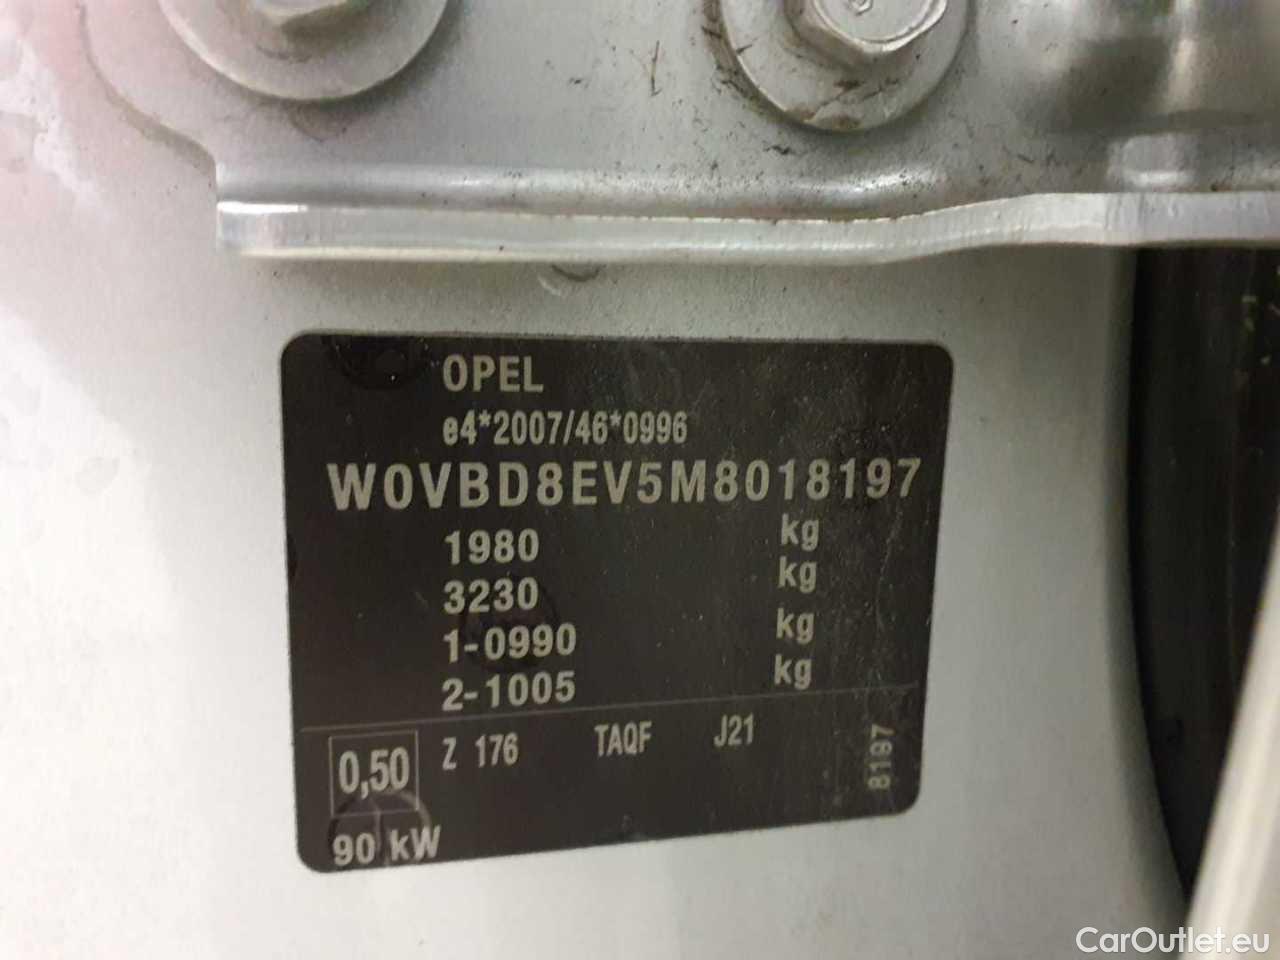 OPEL
e4*2007/46*0996
W0VBD8EV5M8018197
1980 kg
3230 kg
1-0990 kg
2-1005 kg
0,50 Z 176 TAQF J21 8197
90 kW
CarOutlet.eu